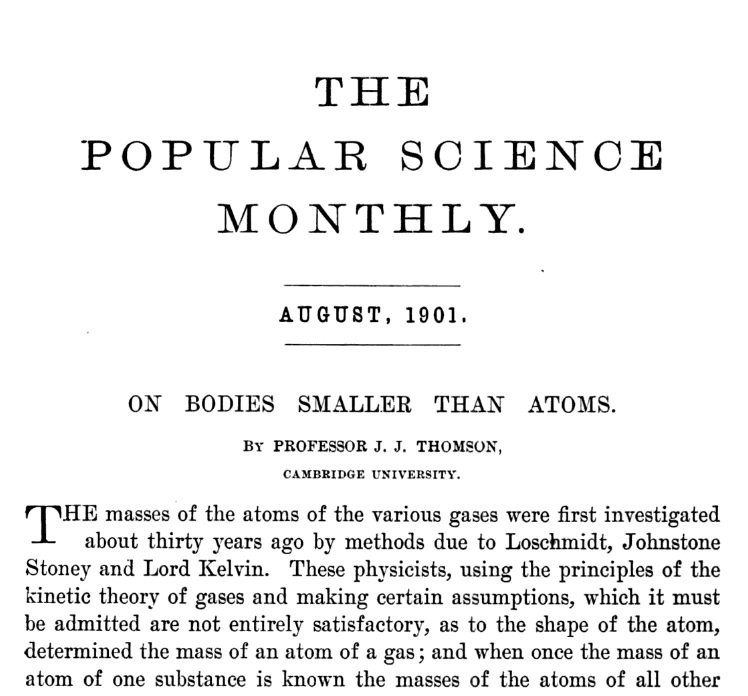 THE
POPULAR SCIENCE
MONTHLY.
AUGUST, 1901.
ON BODIES SMALLER THAN ATOMS.
BY PROFESSOR J. J. THOMSON,
CAMBRIDGE UNIVERSITY.
THE masses of the atoms of the various gases were first investigated
about thirty years ago by methods due to Loschmidt, Johnstone
Stoney and Lord Kelvin. These physicists, using the principles of the
kinetic theory of gases and making certain assumptions, which it must
be admitted are not entirely satisfactory, as to the shape of the atom,
determined the mass of an atom of a gas; and when once the mass of an
atom of one substance is known the masses of the atoms of all other